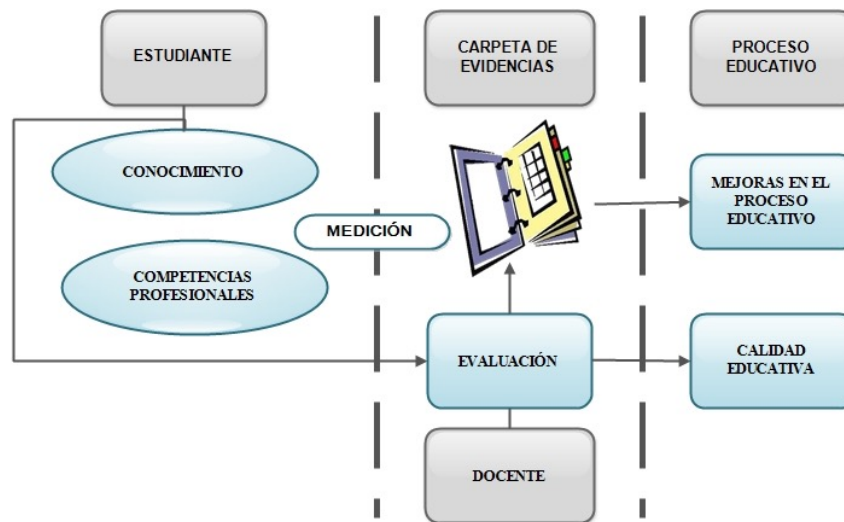 ESTUDIANTE
CARPETA DE
EVIDENCIAS
PROCESO
EDUCATIVO
CONOCIMIENTO
MEJORAS EN EL
PROCESO
EDUCATIVO
MEDICIÓN
COMPETENCIAS
PROFESIONALES
EVALUACIÓN
CALIDAD
EDUCATIVA
DOCENTE